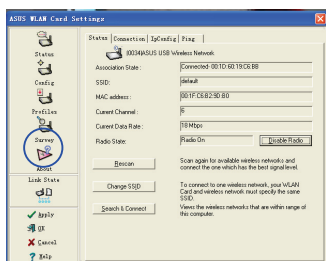 ASUS WLAN Card Settings
Status
Config
Profiles
Survey
About
Link State
Apply
OK
Cancel
Help
Status Connection IpConfig Ping
(0034)ASUS USB Wireless Network
Association State: Connected- 00:1D:60:19:C6:BB
SSID: default
MAC address: 00:1F:C6:B2:9D:B0
Current Channel: 6
Current Data Rate: 18 Mbps
Radio State: Radio On Disable Radio
Rescan
Scan again for available wireless networks and
connect the one which has the best signal level.
Change SSID
To connect to one wireless network, your WLAN
Card and wireless network must specify the same
SSID.
Search & Connect
Views the wireless networks that are within range of
this computer.